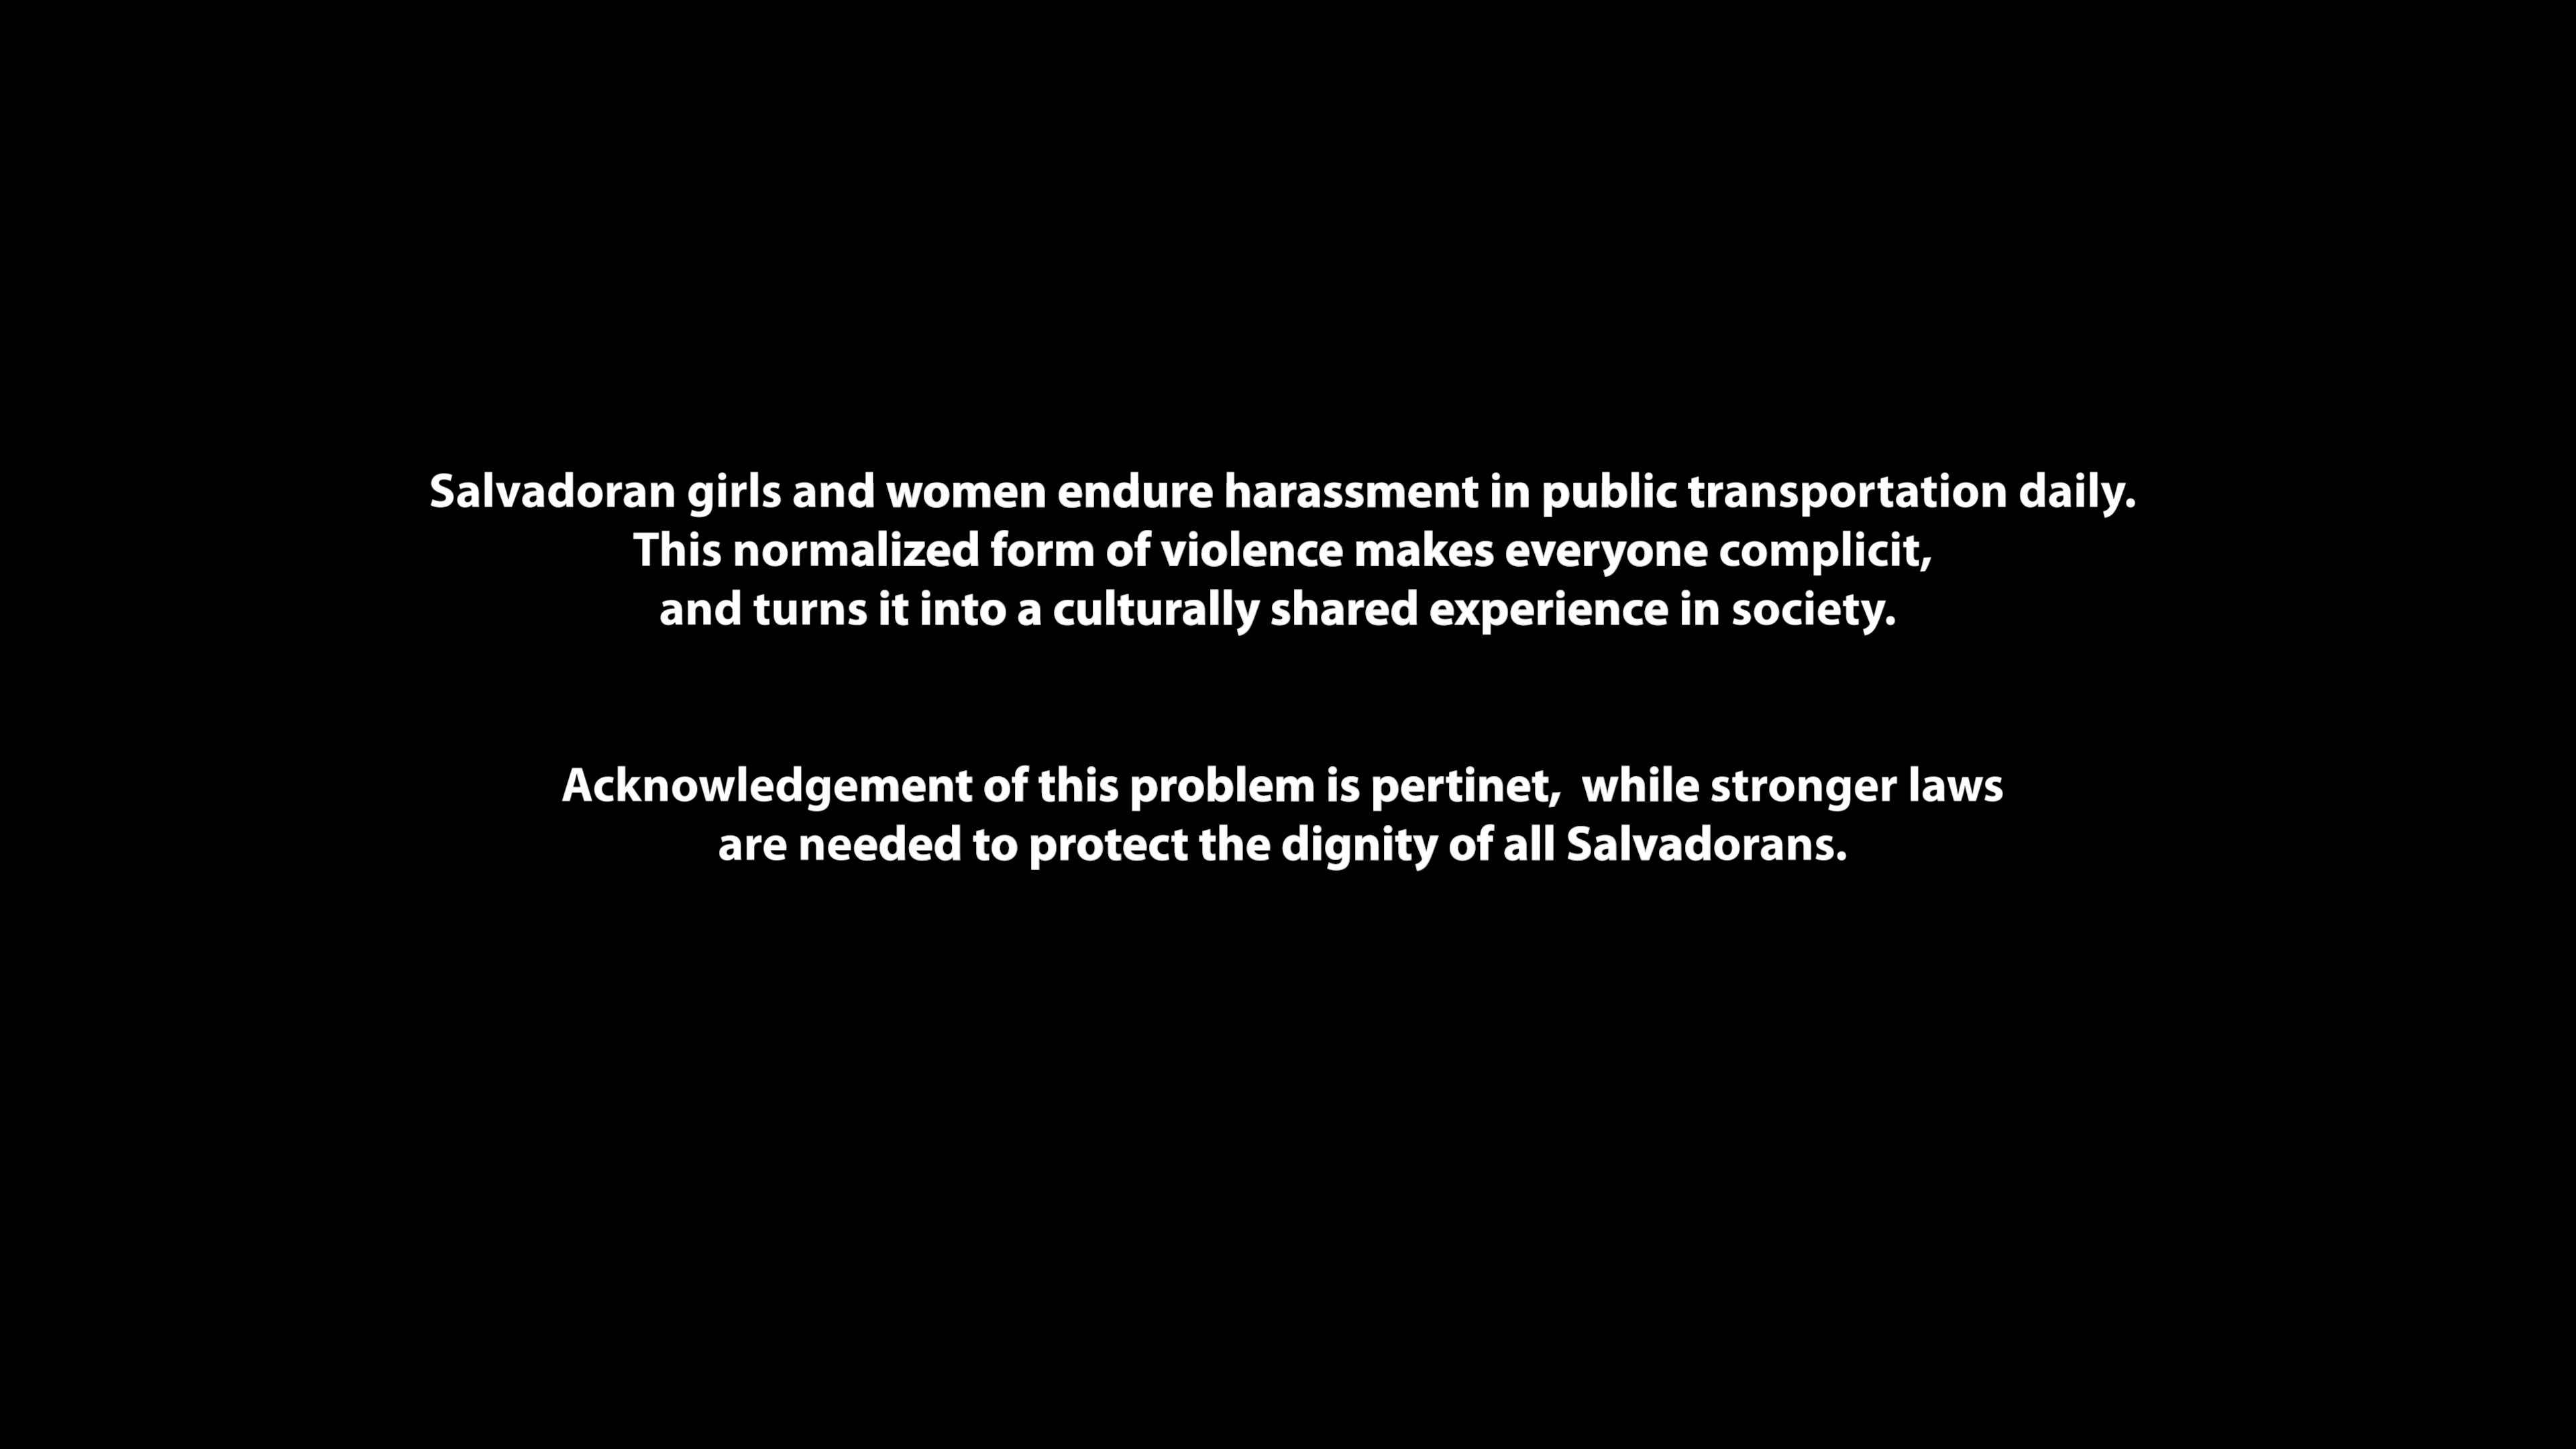 Salvadoran girls and women endure harassment in public transportation daily.
This normalized form of violence makes everyone complicit,
and turns it into a culturally shared experience in society.
Acknowledgement of this problem is pertinet,  while stronger laws
are needed to protect the dignity of all Salvadorans.